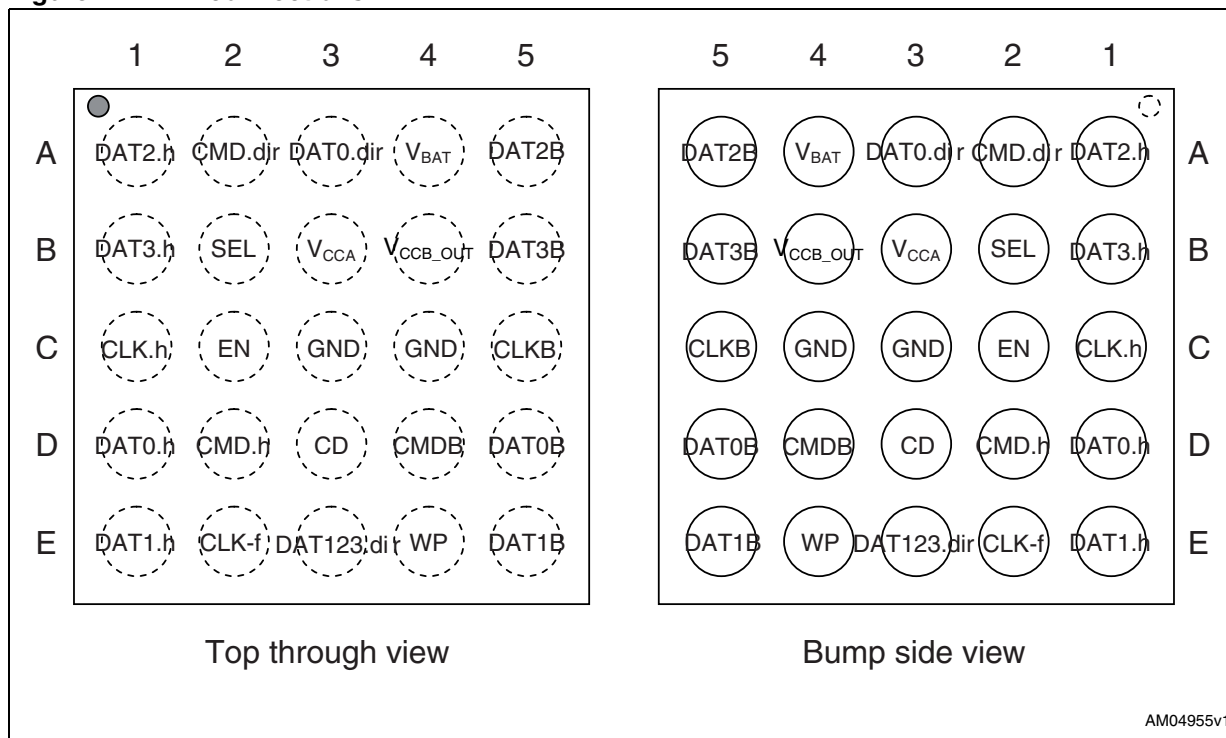 1 2 3 4 5
A DAT2.h CMD.dir DAT0.dir VBAT DAT2B
B DAT3.h SEL VCCA VCCB_OUT DAT3B
C CLK.h EN GND GND CLKB
D DAT0.h CMD.h CD CMDB DAT0B
E DAT1.h CLK-f DAT123.dir WP DAT1B
Top through view
5 4 3 2 1
DAT2B VBAT DAT0.dir CMD.dir DAT2.h A
DAT3B VCCB_OUT VCCA SEL DAT3.h B
CLKB GND GND EN CLK.h C
DAT0B CMDB CD CMD.h DAT0.h D
DAT1B WP DAT123.dir CLK-f DAT1.h E
Bump side view
AM04955v1